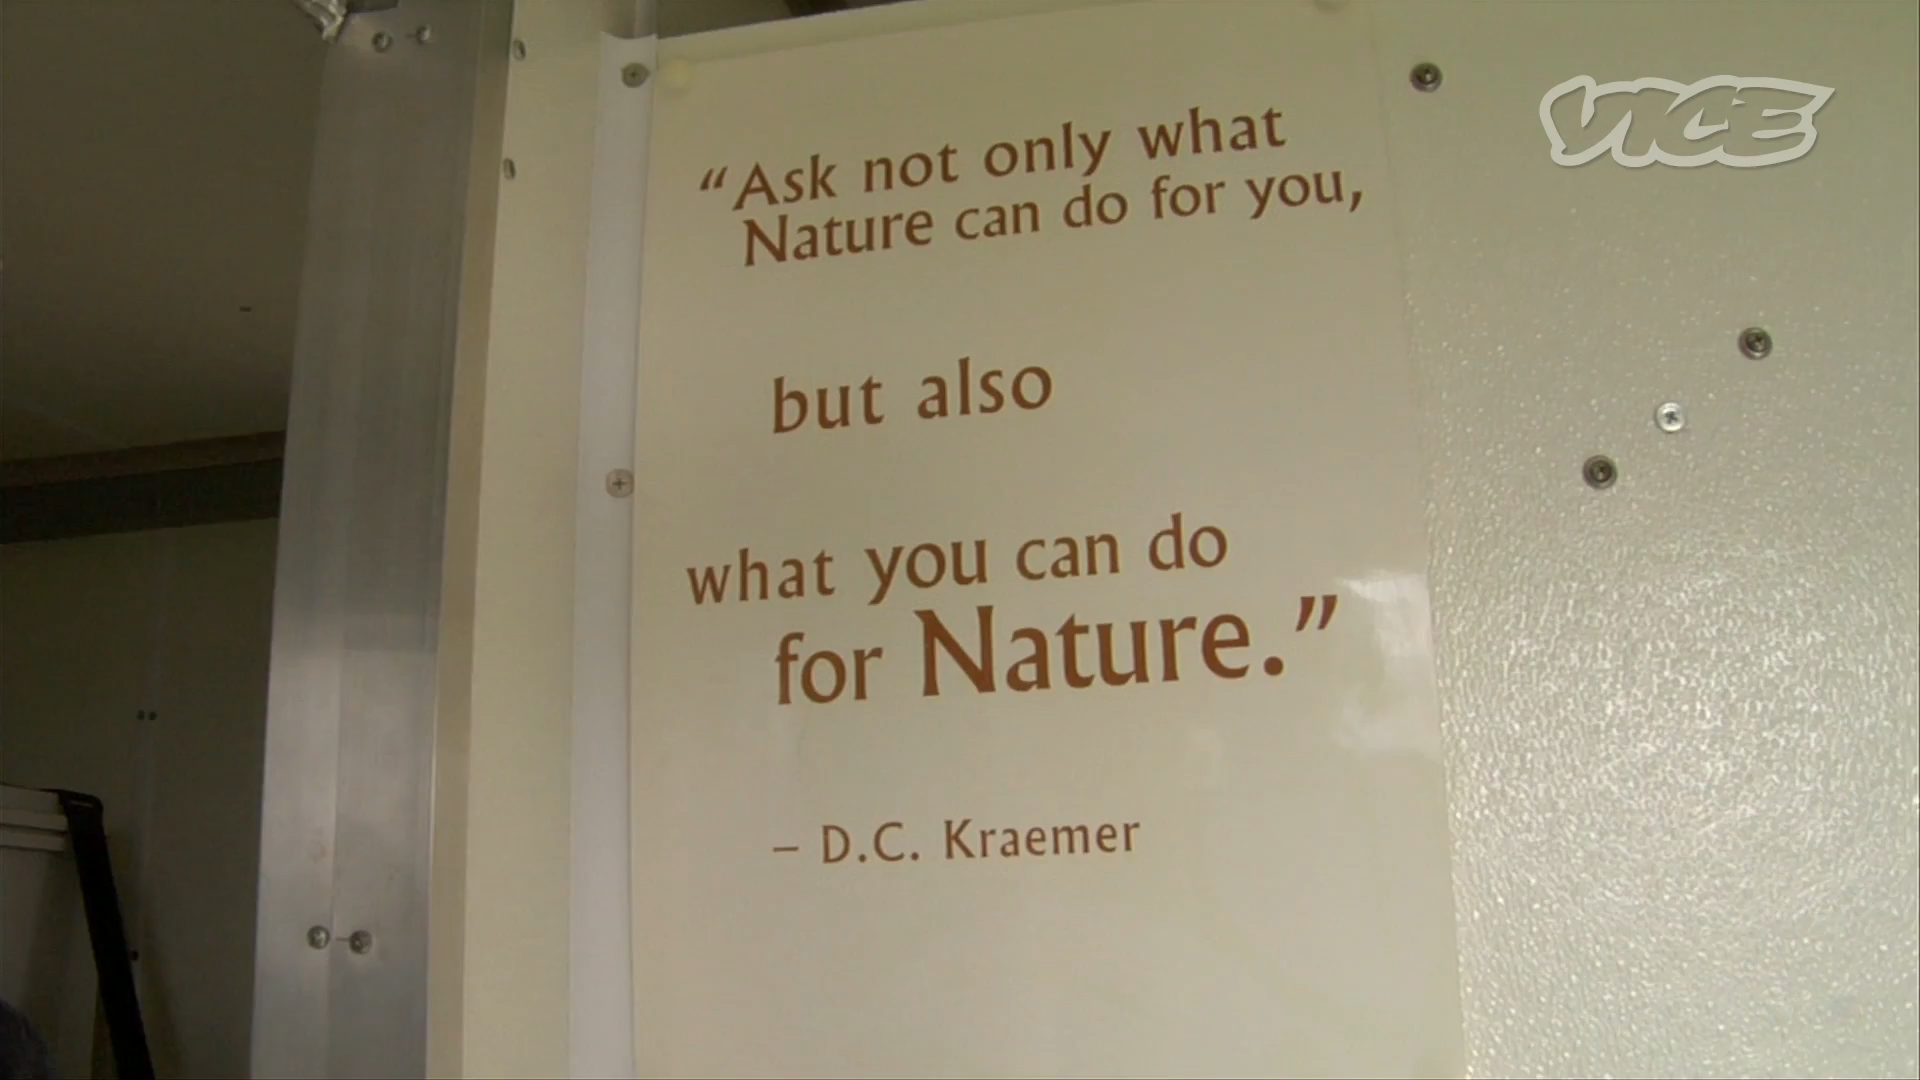 VICE
“Ask not only what
Nature can do for you,
but also
what you can do
for Nature.”
– D.C. Kraemer